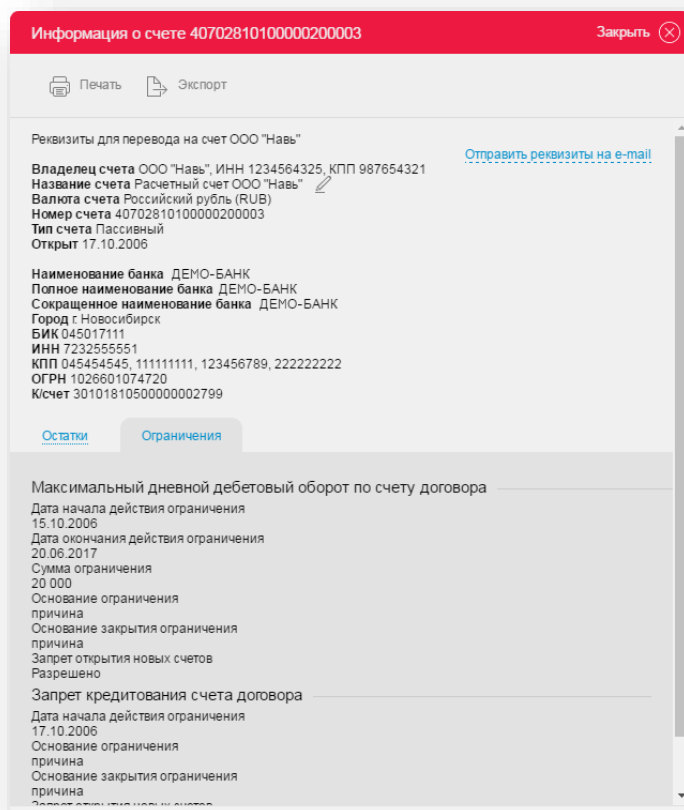 Информация о счете 40702810100000200003
Закрыть
Печать
Экспорт
Реквизиты для перевода на счет ООО "Навь"
Отправить реквизиты на e-mail
Владелец счета ООО "Навь", ИНН 1234564325, КПП 987654321
Название счета Расчетный счет ООО "Навь"
Валюта счета Российский рубль (RUB)
Номер счета 40702810100000200003
Тип счета Пассивный
Открыт 17.10.2006
Наименование банка ДЕМО-БАНК
Полное наименование банка ДЕМО-БАНК
Сокращенное наименование банка ДЕМО-БАНК
Город г. Новосибирск
БИК 045017111
ИНН 7232555551
КПП 045454545, 111111111, 123456789, 222222222
ОГРН 1026601074720
К/счет 30101810500000002799
Остатки
Ограничения
Максимальный дневной дебетовый оборот по счету договора
Дата начала действия ограничения
15.10.2006
Дата окончания действия ограничения
20.06.2017
Сумма ограничения
20 000
Основание ограничения
причина
Основание закрытия ограничения
причина
Запрет открытия новых счетов
Разрешено
Запрет кредитования счета договора
Дата начала действия ограничения
17.10.2006
Основание ограничения
причина
Основание закрытия ограничения
причина
Запрет открытия новых счетов